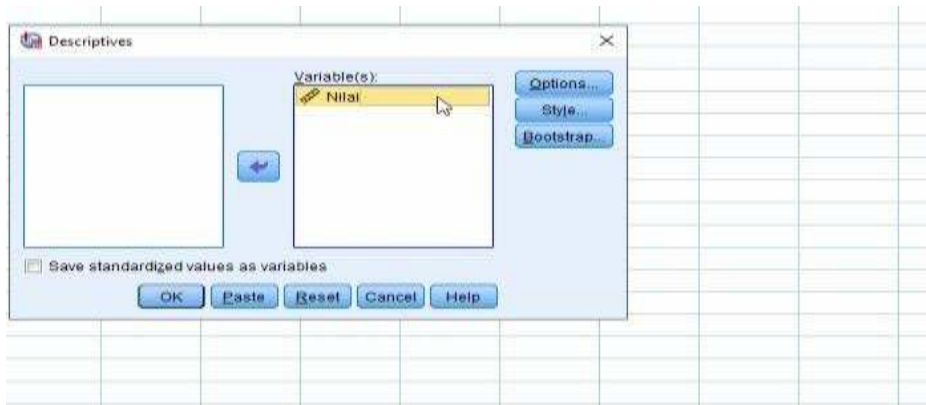 Descriptives
Variable(s):
Nilai
Options...
Style...
Bootstrap...
Save standardized values as variables
OK Paste Reset Cancel Help